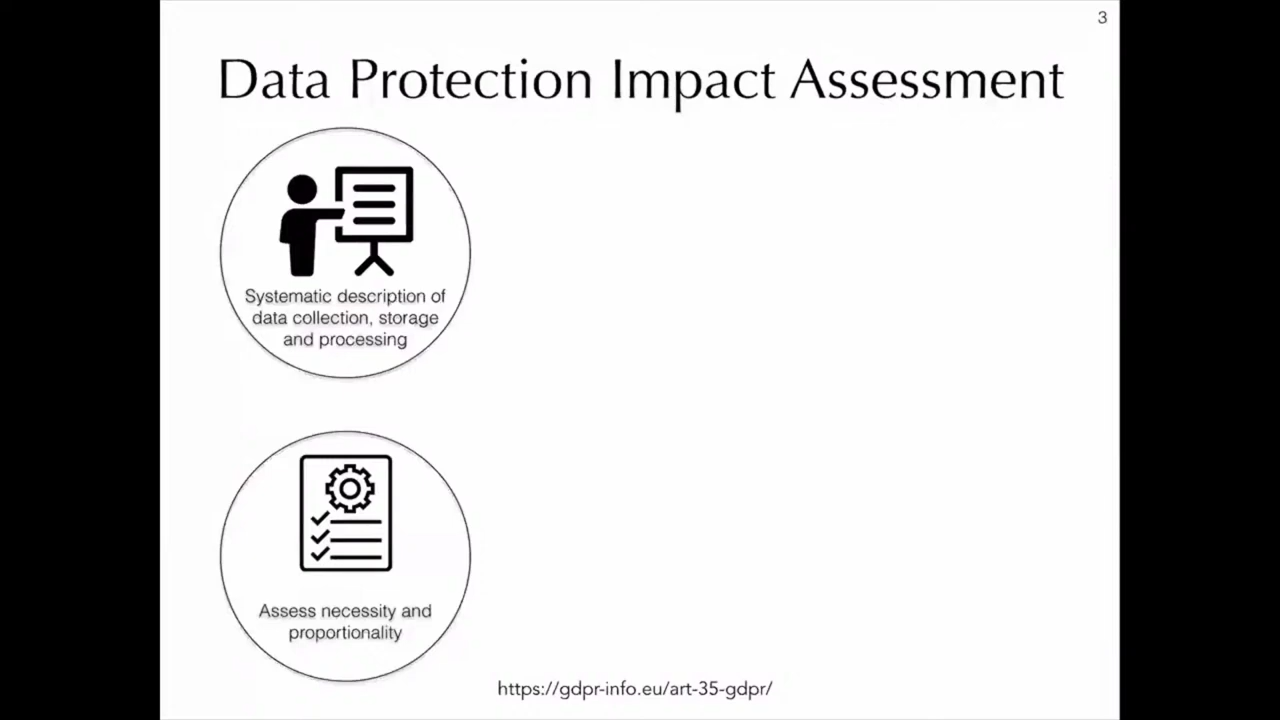 3
Data Protection Impact Assessment
Systematic description of
data collection, storage
and processing
Assess necessity and
proportionality
https://gdpr-info.eu/art-35-gdpr/